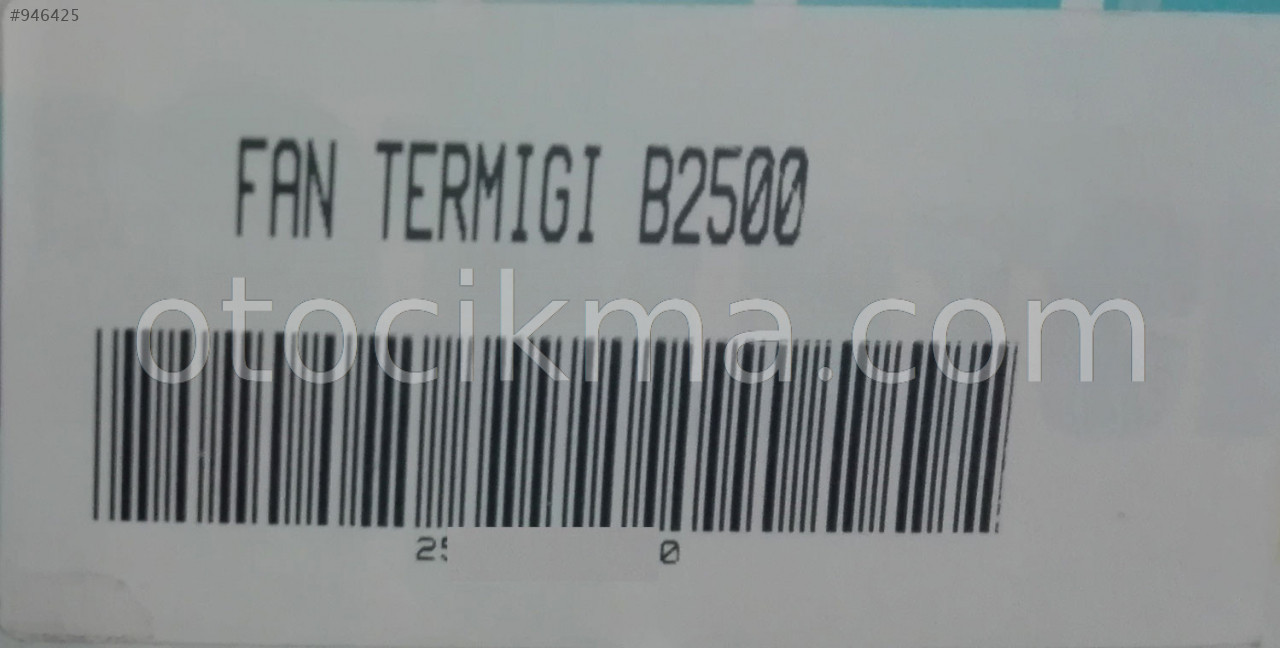 #946425
FAN TERMIGI B2500
otocikma.com
0